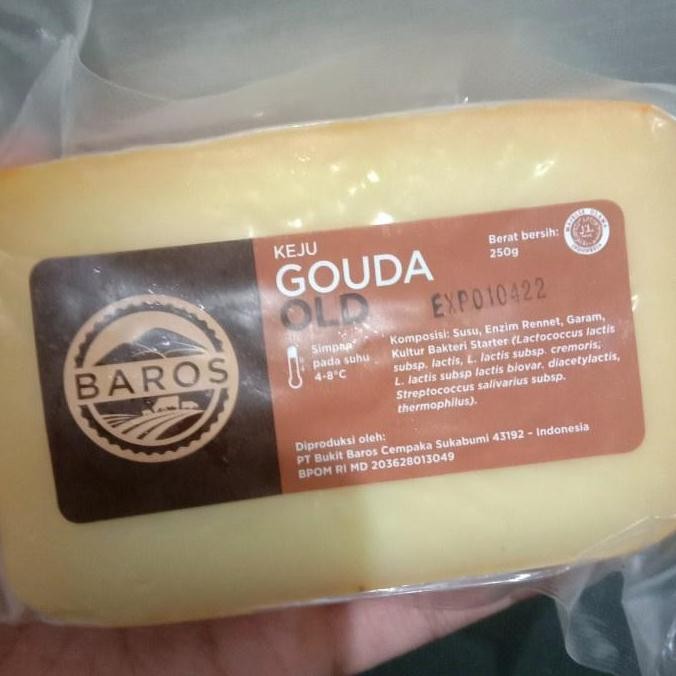 BAROS
KEJU
GOUDA
OLD
Berat bersih:
250g
EXP010422
Simpan
pada suhu
4-8°C
Komposisi: Susu, Enzim Rennet, Garam,
Kultur Bakteri Starter (Lactococcus lactis
subsp. lactis, L. lactis subsp. cremoris;
L. lactis subsp lactis biovar. diacetylactis,
Streptococcus salivarius subsp.
thermophilus).
Diproduksi oleh:
PT Bukit Baros Cempaka Sukabumi 43192 – Indonesia
BPOM RI MD 203628013049